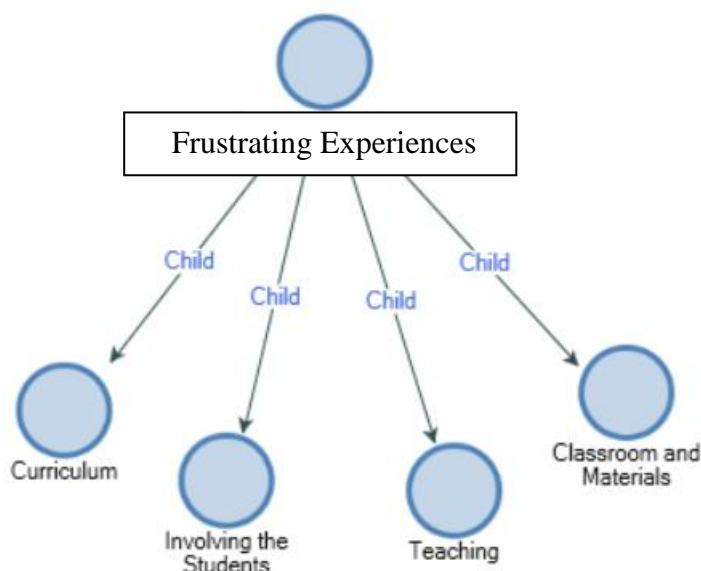 Frustrating Experiences
Child
Child
Child
Child
Curriculum
Involving the
Students
Teaching
Classroom and
Materials